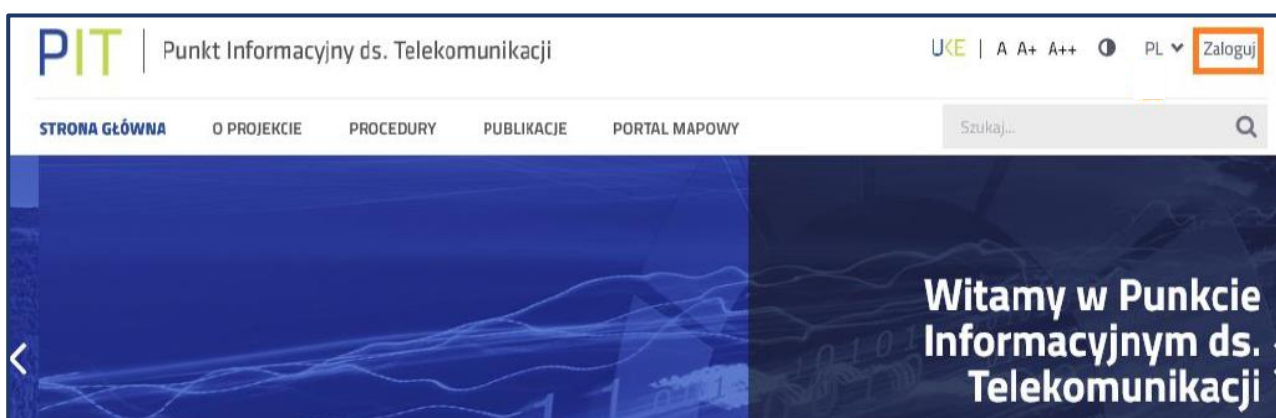 PIT | Punkt Informacyjny ds. Telekomunikacji
UKE | A A+ A++ PL Zaloguj
STRONA GŁÓWNA O PROJEKCIE PROCEDURY PUBLIKACJE PORTAL MAPOWY Szukaj...
Witamy w Punkcie
Informacyjnym ds.
Telekomunikacji